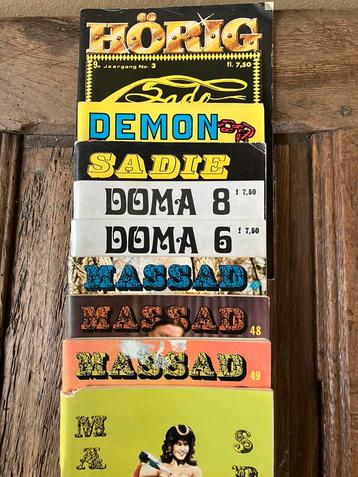 HÖRIG
9e Jaargang No: 3 fl. 7,50
Sade
DEMON
SADIE
DOMA 8 f 7,50
DOMA 6 f 7,50
MASSAD
MASSAD 48
MASSAD 49
M S
A